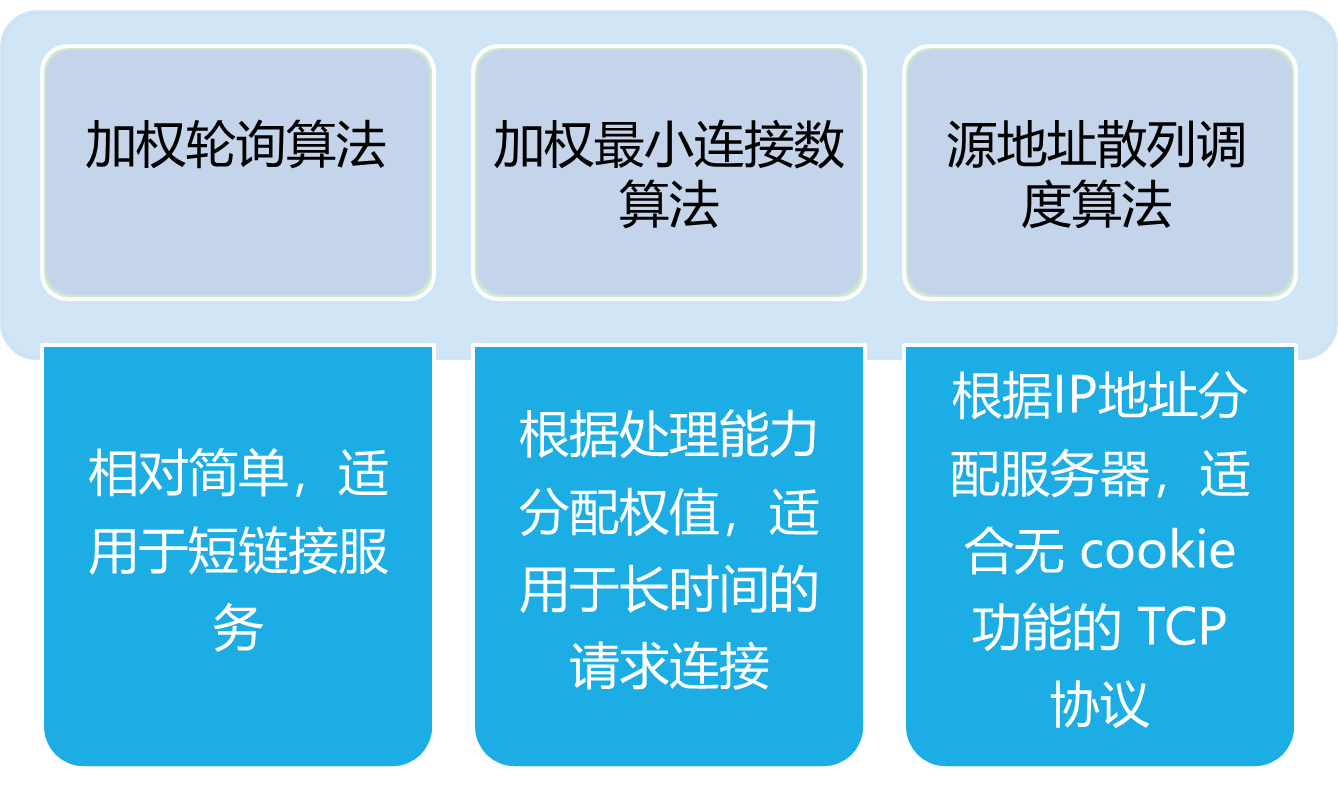 加权轮询算法
加权最小连接数
算法
源地址散列调
度算法
相对简单，适
用于短链接服
务
根据处理能力
分配权值，适
用于长时间的
请求连接
根据IP地址分
配服务器，适
合无 cookie
功能的 TCP
协议